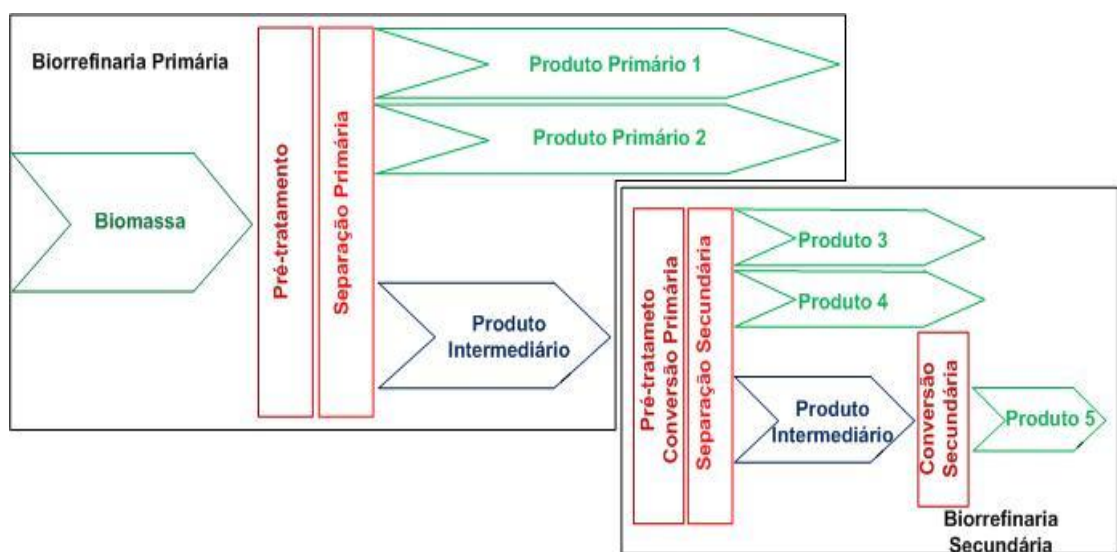 Biorrefinaria Primária
Biomassa
Pré-tratamento
Separação Primária
Produto Primário 1
Produto Primário 2
Produto
Intermediário
Pré-tratameto
Conversão Primária
Separação Secundária
Produto 3
Produto 4
Produto
Intermediário
Conversão
Secundária
Produto 5
Biorrefinaria
Secundária